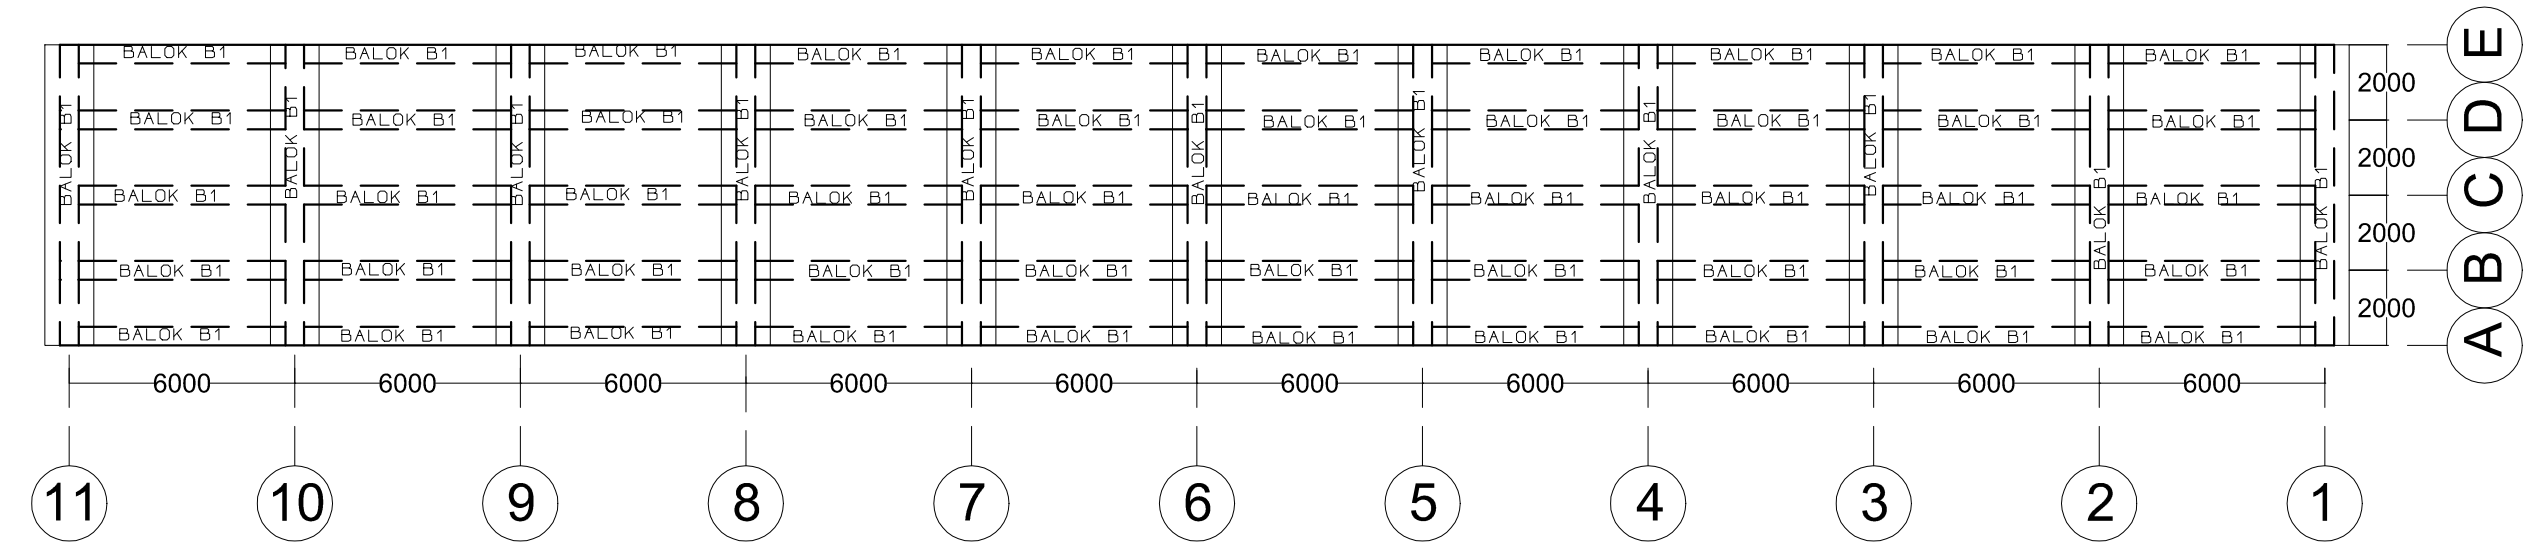 BALOK B1 BALOK B1 BALOK B1 BALOK B1 BALOK B1 BALOK B1 BALOK B1 BALOK B1 BALOK B1 BALOK B1 E
2000
BALOK B1 BALOK B1 BALOK B1 BALOK B1 BALOK B1 BALOK B1 BALOK B1 BALOK B1 BALOK B1 BALOK B1 D
BALOK B1 BALOK B1 BALOK B1 BALOK B1 BALOK B1 BALOK B1 BALOK B1 BALOK B1 BALOK B1 BALOK B1 BALOK B1
2000
BALOK B1 BALOK B1 BALOK B1 BALOK B1 BALOK B1 BALOK B1 BALOK B1 BALOK B1 BALOK B1 BALOK B1 C
2000
BALOK B1 BALOK B1 BALOK B1 BALOK B1 BALOK B1 BALOK B1 BALOK B1 BALOK B1 BALOK B1 BALOK B1 B
2000
BALOK B1 BALOK B1 BALOK B1 BALOK B1 BALOK B1 BALOK B1 BALOK B1 BALOK B1 BALOK B1 BALOK B1 A
6000 6000 6000 6000 6000 6000 6000 6000 6000 6000
11 10 9 8 7 6 5 4 3 2 1